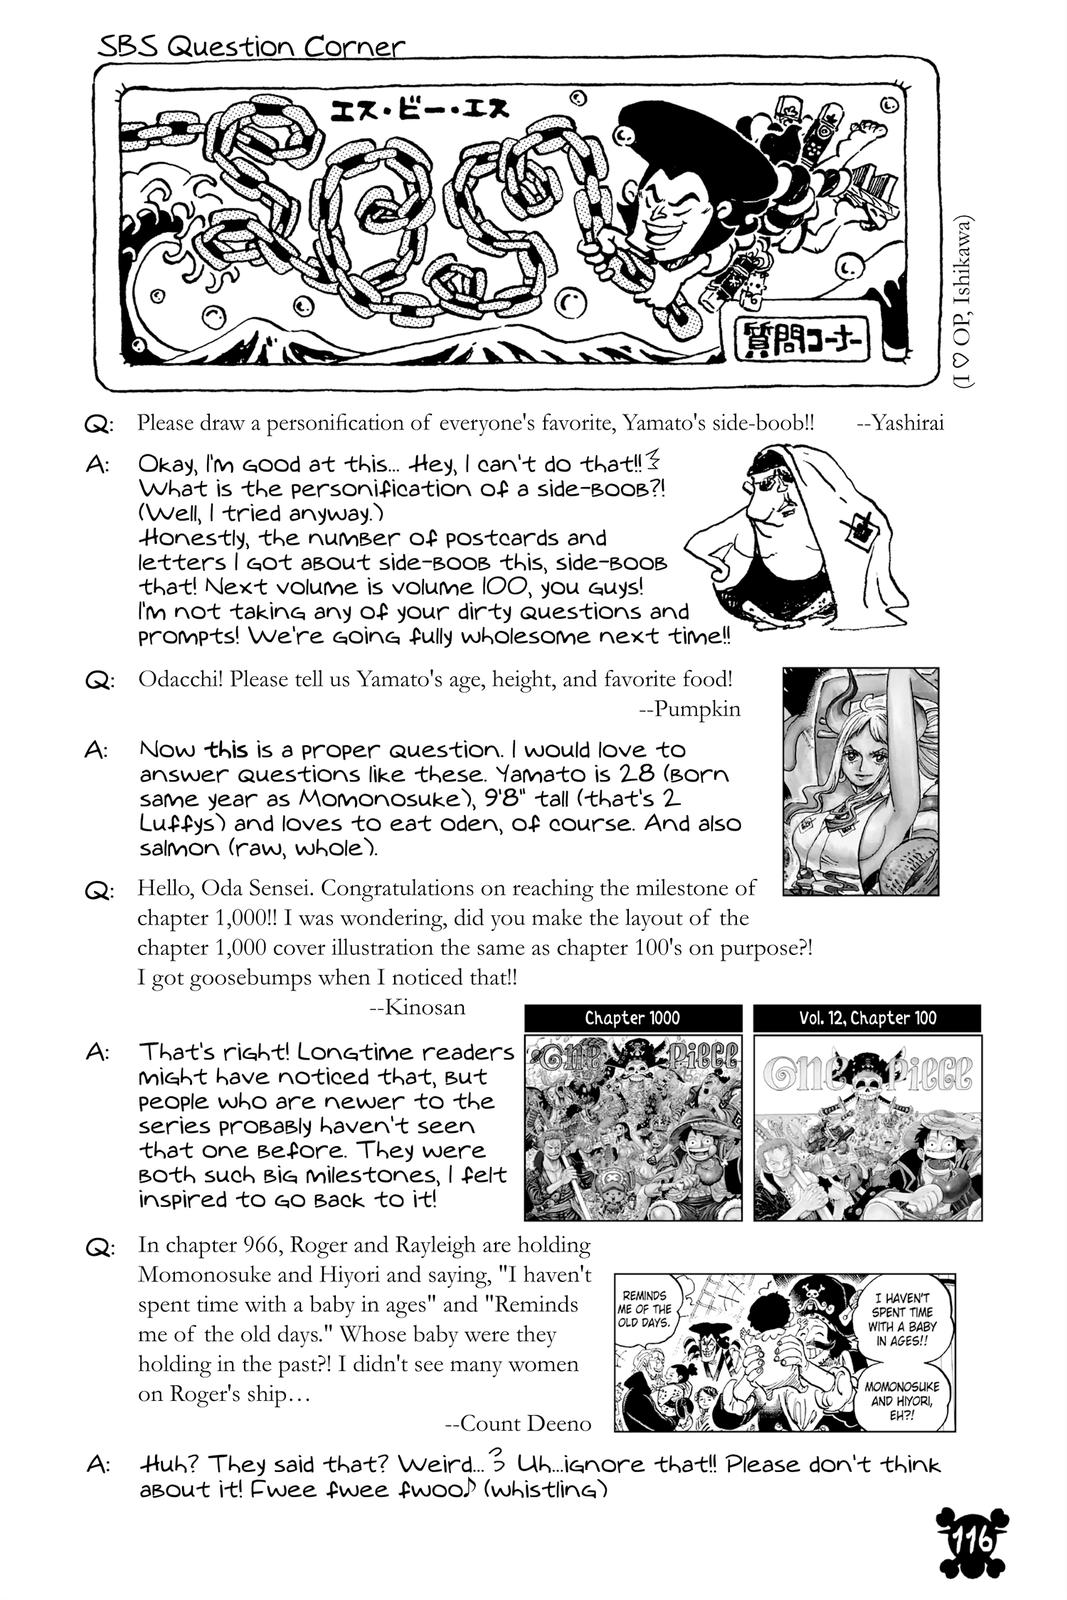 SBS Question Corner
エス・ビー・エス
SBS
質問コーナー
(I ♡ OP, Ishikawa)
Q: Please draw a personification of everyone's favorite, Yamato's side-boob!! --Yashirai
A: Okay, I'm good at this... Hey, I can't do that!!
What is the personification of a side-boob?!
(Well, I tried anyway.)
Honestly, the number of postcards and
letters I got about side-boob this, side-boob
that! Next volume is volume 100, you guys!
I'm not taking any of your dirty questions and
prompts! We're going fully wholesome next time!!
Q: Odacchi! Please tell us Yamato's age, height, and favorite food!
--Pumpkin
A: Now this is a proper question. I would love to
answer questions like these. Yamato is 28 (born
same year as Momonosuke), 9'8" tall (that's 2
Luffys) and loves to eat oden, of course. And also
salmon (raw, whole).
Q: Hello, Oda Sensei. Congratulations on reaching the milestone of
chapter 1,000!! I was wondering, did you make the layout of the
chapter 1,000 cover illustration the same as chapter 100's on purpose?!
I got goosebumps when I noticed that!!
--Kinosan
Chapter 1000
ONE PIECE
Vol. 12, Chapter 100
ONE PIECE
A: That's right! Longtime readers
might have noticed that, but
people who are newer to the
series probably haven't seen
that one before. They were
both such big milestones, I felt
inspired to go back to it!
Q: In chapter 966, Roger and Rayleigh are holding
Momonosuke and Hiyori and saying, "I haven't
spent time with a baby in ages" and "Reminds
me of the old days." Whose baby were they
holding in the past?! I didn't see many women
on Roger's ship…
--Count Deeno
REMINDS
ME OF THE
OLD DAYS.
I HAVEN'T
SPENT TIME
WITH A BABY
IN AGES!!
MOMONOSUKE
AND HIYORI,
EH?!
A: Huh? They said that? Weird... Uh...ignore that!! Please don't think
about it! Fwee fwee fwoo♪ (whistling)
116